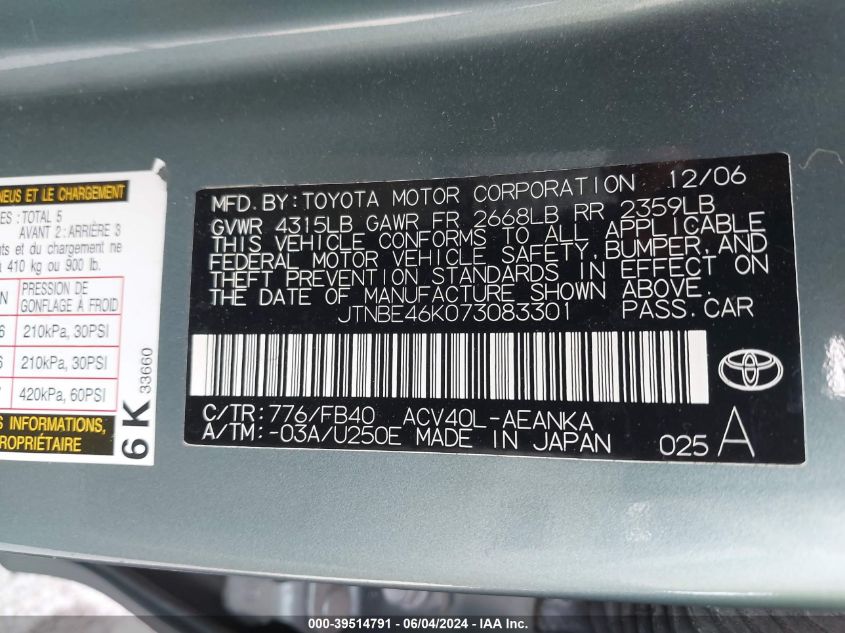 NEUS ET LE CHARGEMENT
ES: TOTAL 5
AVANT 2: ARRIÈRE 3
nts et du chargement ne
410 kg ou 900 lb.
N PRESSION DE
GONFLAGE À FROID
6 210kPa, 30PSI
6 210kPa, 30PSI
420kPa, 60PSI
S INFORMATIONS,
PROPRIÉTAIRE
6K 33660
MFD. BY: TOYOTA MOTOR CORPORATION 12/06
GVWR 4315LB GAWR FR 2668LB RR 2359LB
THIS VEHICLE CONFORMS TO ALL APPLICABLE
FEDERAL MOTOR VEHICLE SAFETY, BUMPER, AND
THEFT PREVENTION STANDARDS IN EFFECT ON
THE DATE OF MANUFACTURE SHOWN ABOVE.
JTNBE46K073083301 PASS. CAR
C/TR: 776/FB40 ACV40L-AEANKA
A/TM: -03A/U250E MADE IN JAPAN 025 A
000-39514791 - 06/04/2024 - IAA, Inc.